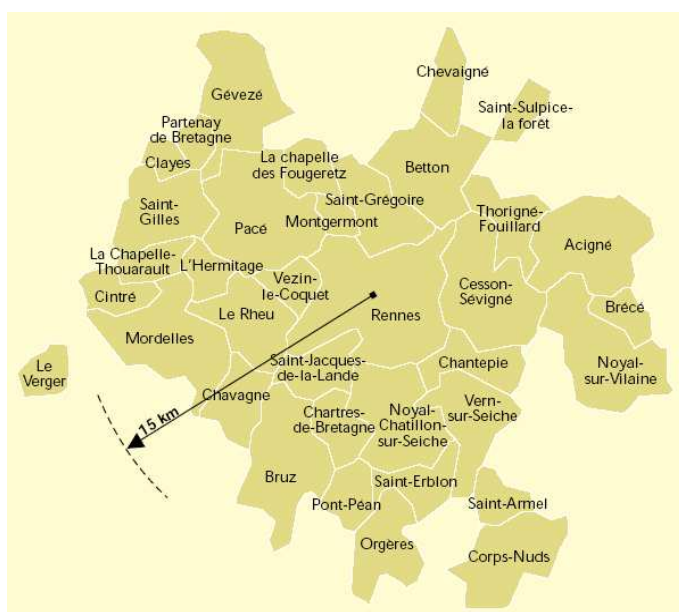 Chevaigné
Gévezé
Saint-Sulpice-
la forêt
Partenay
de Bretagne
Clayes
La chapelle
des Fougeretz
Betton
Saint-Grégoire
Saint-
Gilles
Pacé
Montgermont
Thorigné-
Fouillard
Acigné
La Chapelle-
Thouarault
L'Hermitage
Vezin-
le-Coquet
Cesson-
Sévigné
Cintré
Le Rheu
Rennes
Brécé
Mordelles
Le
Verger
Saint-Jacques-
de-la-Lande
Chantepie
Noyal-
sur-Vilaine
Chavagne
15 km
Chartres-
de-Bretagne
Noyal-
Chatillon-
sur-Seiche
Vern-
sur-Seiche
Bruz
Saint-Erblon
Pont-Péan
Saint-Armel
Orgères
Corps-Nuds